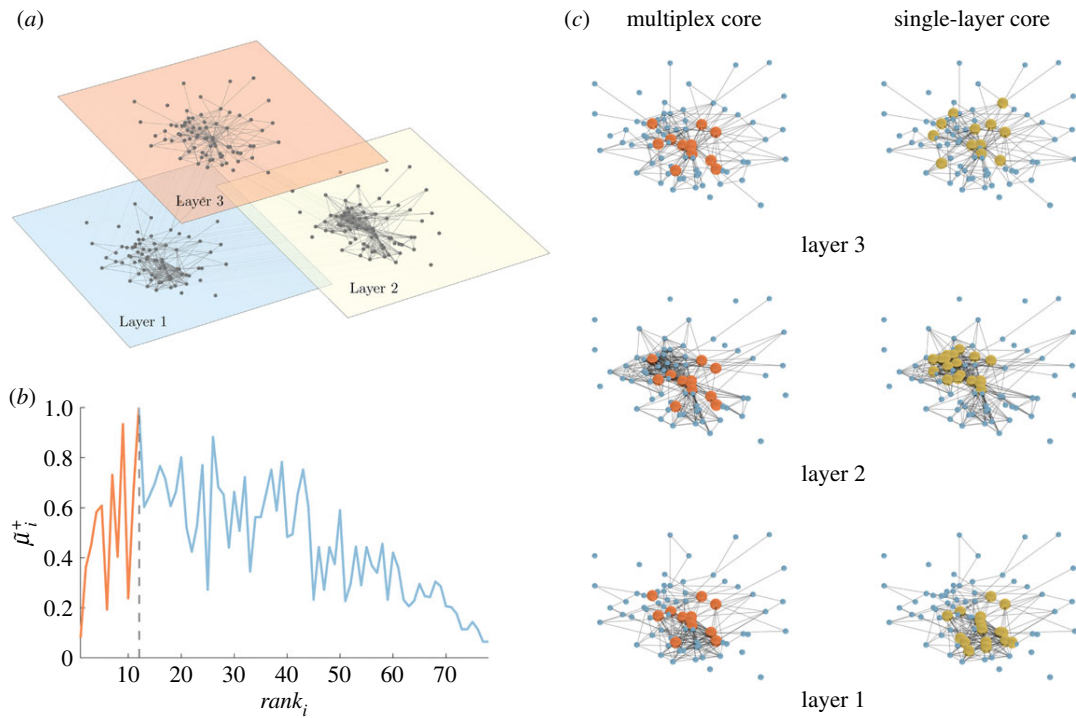 (a)
Layer 3
Layer 2
Layer 1
(b)
1.0
0.8
0.6
0.4
0.2
0
μ̃ᵢ⁺
10 20 30 40 50 60 70
rankᵢ
(c) multiplex core single-layer core
layer 3
layer 2
layer 1